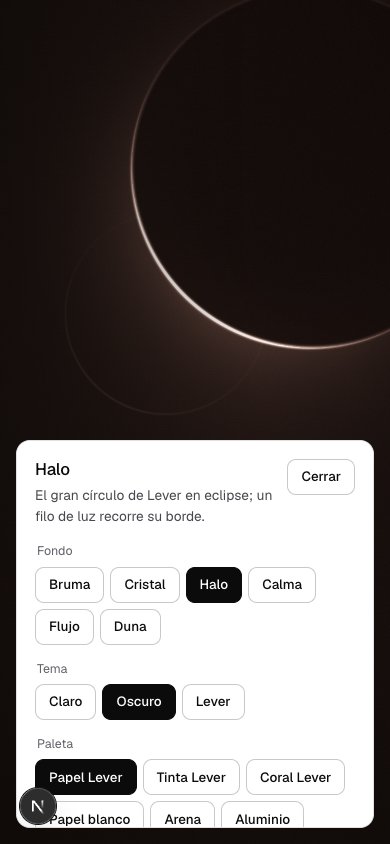 Halo
El gran círculo de Lever en eclipse; un
filo de luz recorre su borde.
Cerrar
Fondo
Bruma
Cristal
Halo
Calma
Flujo
Duna
Tema
Claro
Oscuro
Lever
Paleta
Papel Lever
Tinta Lever
Coral Lever
N
Papel blanco
Arena
Aluminio